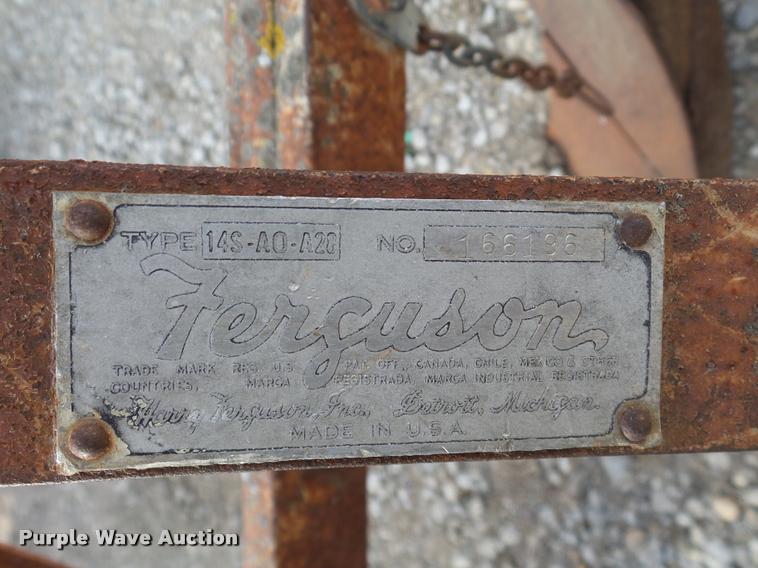 TYPE 14S-AO-A20 NO. 166196
Ferguson
TRADE MARK REG. U.S. PAT. OFF., CANADA, CHILE, MEXICO & OTHER
COUNTRIES, MARCA REGISTRADA, MARCA INDUSTRIAL REGISTRADA
Harry Ferguson, Inc., Detroit, Michigan.
MADE IN U.S.A.
Purple Wave Auction